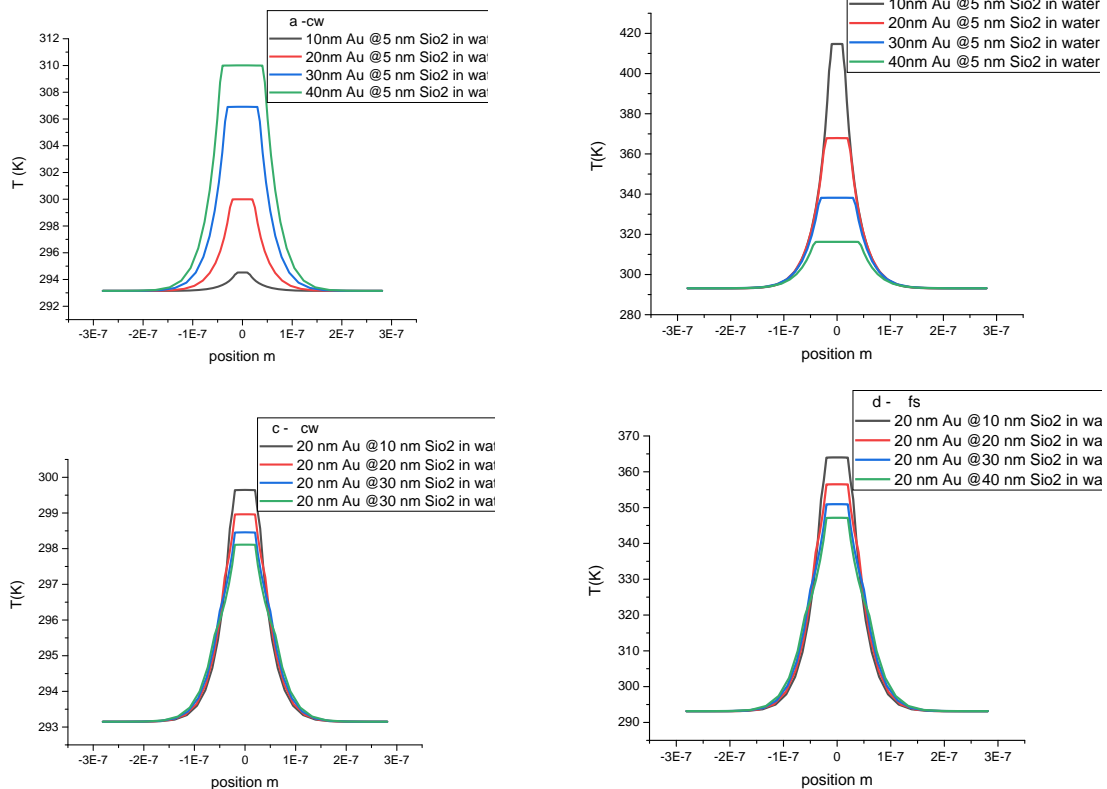 a -cw
10nm Au @5 nm Sio2 in wat
20nm Au @5 nm Sio2 in wat
30nm Au @5 nm Sio2 in wat
40nm Au @5 nm Sio2 in wat
312
310
308
306
304
302
300
298
296
294
292
T (K)
-3E-7 -2E-7 -1E-7 0 1E-7 2E-7 3E-7
position m
10nm Au @5 nm Sio2 in water
20nm Au @5 nm Sio2 in water
30nm Au @5 nm Sio2 in water
40nm Au @5 nm Sio2 in water
420
400
380
360
340
320
300
280
T(K)
-3E-7 -2E-7 -1E-7 0 1E-7 2E-7 3E-7
position m
c - cw
20 nm Au @10 nm Sio2 in wat
20 nm Au @20 nm Sio2 in wat
20 nm Au @30 nm Sio2 in wat
20 nm Au @30 nm Sio2 in wat
300
299
298
297
296
295
294
293
T(K)
-3E-7 -2E-7 -1E-7 0 1E-7 2E-7 3E-7
position m
d - fs
20 nm Au @10 nm Sio2 in wa
20 nm Au @20 nm Sio2 in wa
20 nm Au @30 nm Sio2 in wa
20 nm Au @40 nm Sio2 in wa
370
360
350
340
330
320
310
300
290
T(K)
-3E-7 -2E-7 -1E-7 0 1E-7 2E-7 3E-7
position m